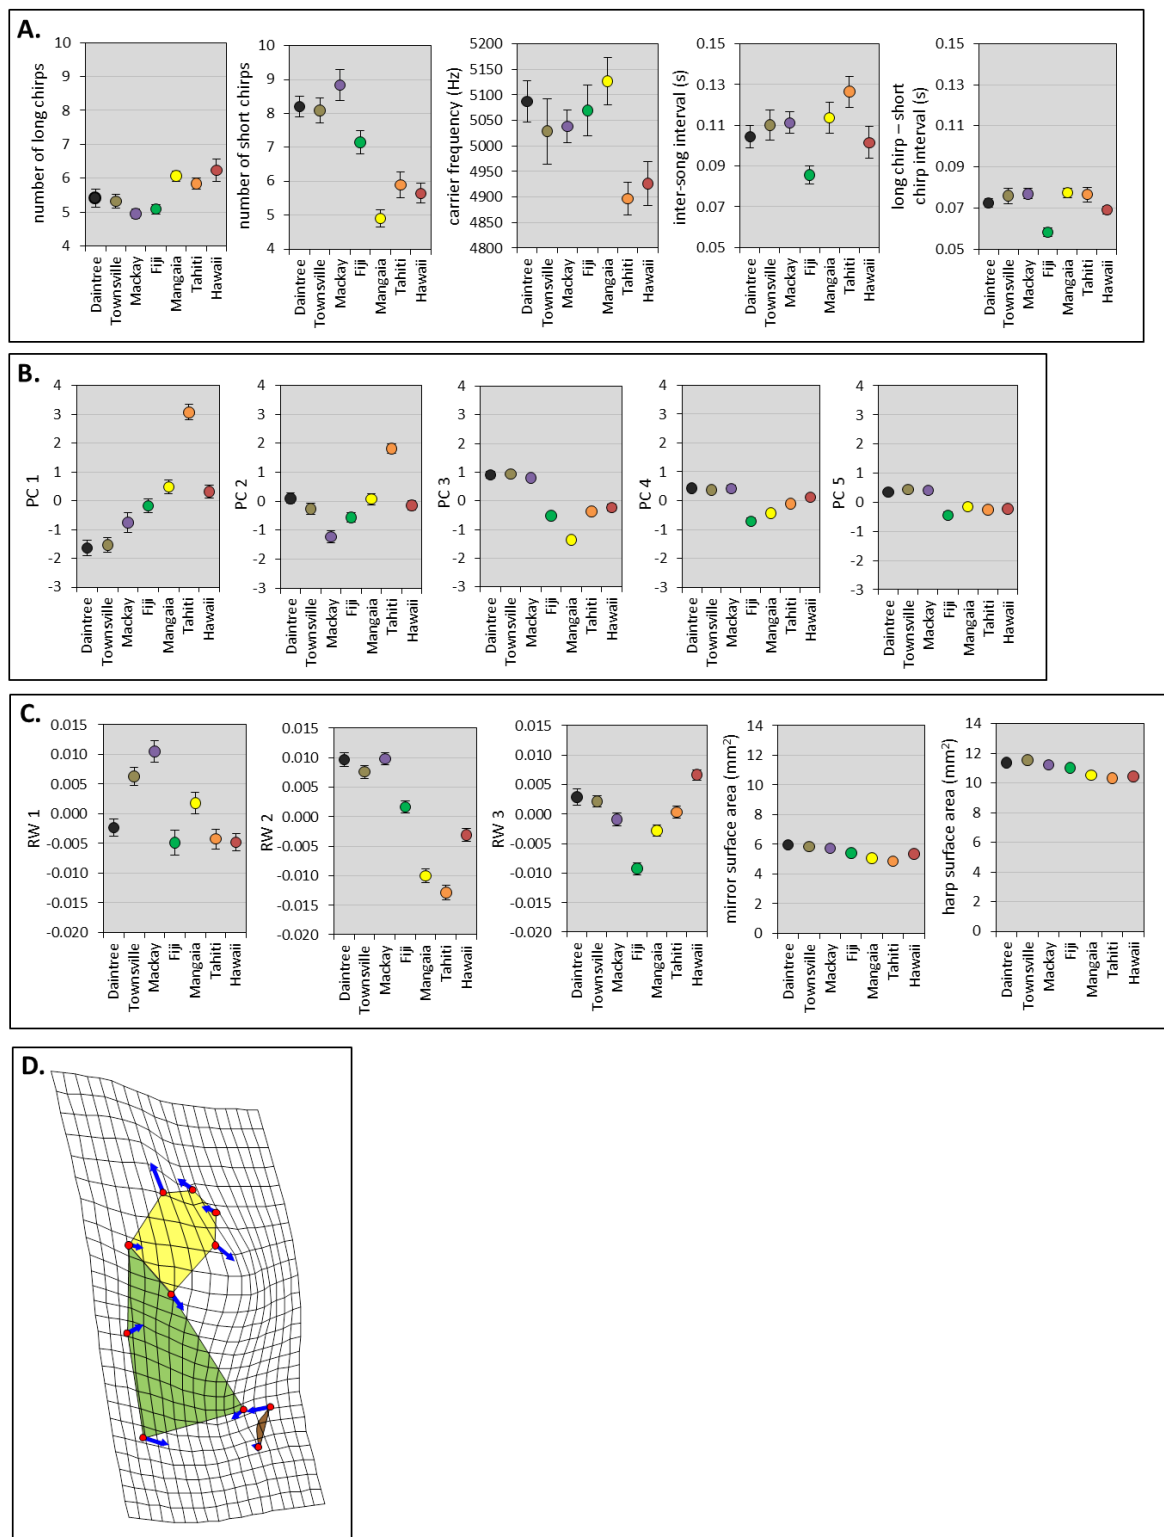 A.
number of long chirps
10
9
8
7
6
5
4
Daintree
Townsville
Mackay
Fiji
Mangaia
Tahiti
Hawaii
number of short chirps
10
9
8
7
6
5
4
Daintree
Townsville
Mackay
Fiji
Mangaia
Tahiti
Hawaii
carrier frequency (Hz)
5200
5150
5100
5050
5000
4950
4900
4850
4800
Daintree
Townsville
Mackay
Fiji
Mangaia
Tahiti
Hawaii
inter-song interval (s)
0.15
0.13
0.11
0.09
0.07
0.05
Daintree
Townsville
Mackay
Fiji
Mangaia
Tahiti
Hawaii
long chirp – short
chirp interval (s)
0.15
0.13
0.11
0.09
0.07
0.05
Daintree
Townsville
Mackay
Fiji
Mangaia
Tahiti
Hawaii
B.
PC 1
4
3
2
1
0
-1
-2
-3
Daintree
Townsville
Mackay
Fiji
Mangaia
Tahiti
Hawaii
PC 2
4
3
2
1
0
-1
-2
-3
Daintree
Townsville
Mackay
Fiji
Mangaia
Tahiti
Hawaii
PC 3
4
3
2
1
0
-1
-2
-3
Daintree
Townsville
Mackay
Fiji
Mangaia
Tahiti
Hawaii
PC 4
4
3
2
1
0
-1
-2
-3
Daintree
Townsville
Mackay
Fiji
Mangaia
Tahiti
Hawaii
PC 5
4
3
2
1
0
-1
-2
-3
Daintree
Townsville
Mackay
Fiji
Mangaia
Tahiti
Hawaii
C.
RW 1
0.015
0.010
0.005
0.000
-0.005
-0.010
-0.015
-0.020
Daintree
Townsville
Mackay
Fiji
Mangaia
Tahiti
Hawaii
RW 2
0.015
0.010
0.005
0.000
-0.005
-0.010
-0.015
-0.020
Daintree
Townsville
Mackay
Fiji
Mangaia
Tahiti
Hawaii
RW 3
0.015
0.010
0.005
0.000
-0.005
-0.010
-0.015
-0.020
Daintree
Townsville
Mackay
Fiji
Mangaia
Tahiti
Hawaii
mirror surface area (mm²)
14
12
10
8
6
4
2
0
Daintree
Townsville
Mackay
Fiji
Mangaia
Tahiti
Hawaii
harp surface area (mm²)
14
12
10
8
6
4
2
0
Daintree
Townsville
Mackay
Fiji
Mangaia
Tahiti
Hawaii
D.